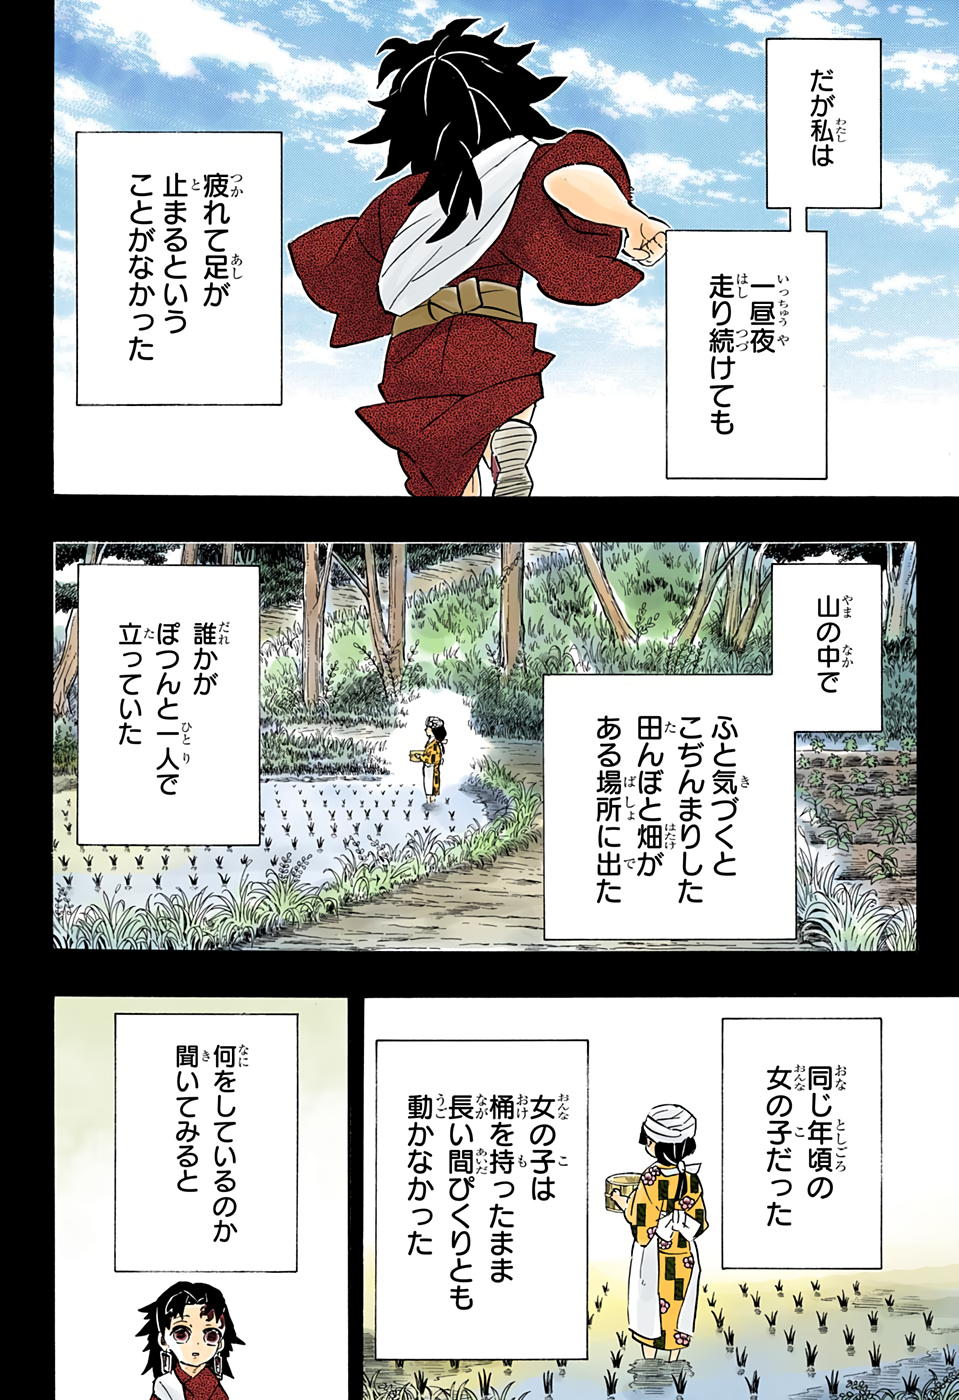 だが私は
一昼夜
走り続けても
疲れて足が
止まるという
ことがなかった
山の中で
ふと気づくと
こぢんまりした
田んぼと畑が
ある場所に出た
誰かが
ぽつんと一人で
立っていた
同じ年頃の
女の子だった
女の子は
桶を持ったまま
長い間ぴくりとも
動かなかった
何をしているのか
聞いてみると